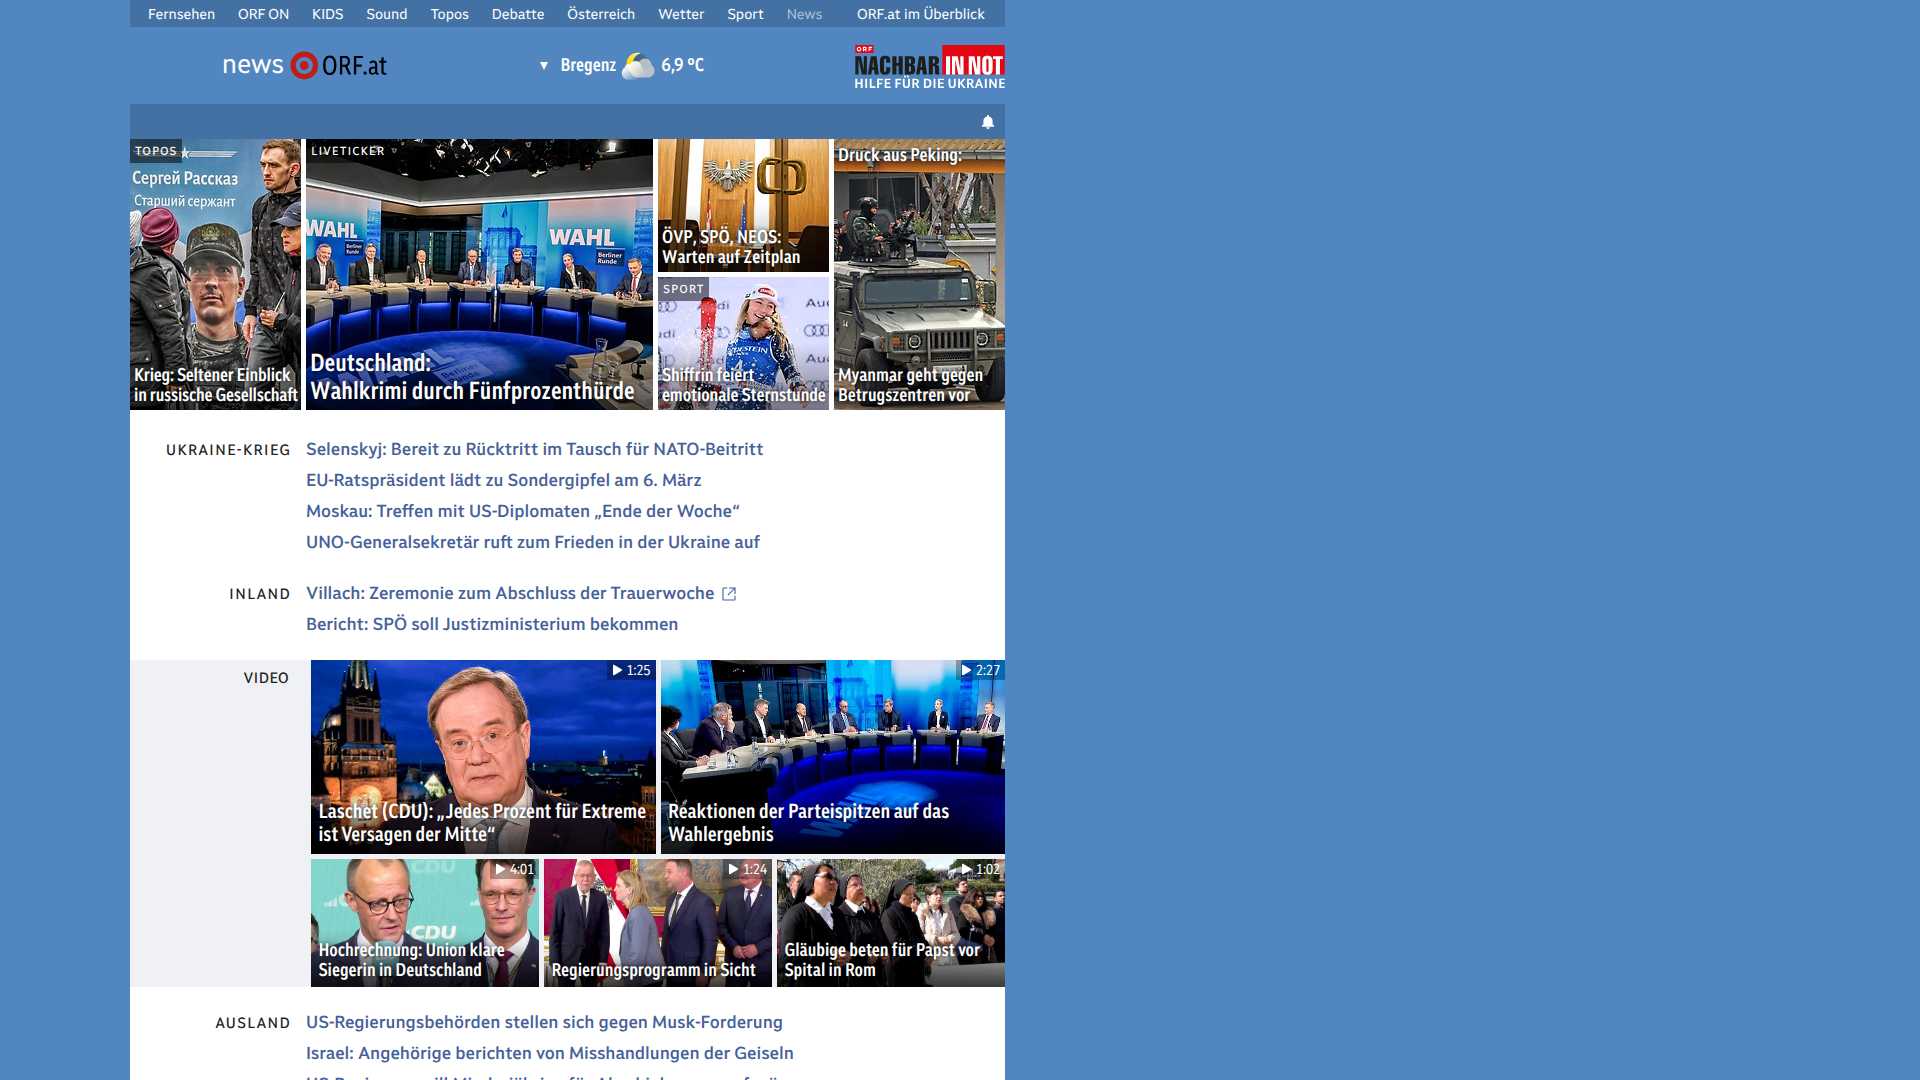 Fernsehen ORF ON KIDS Sound Topos Debatte Österreich Wetter Sport News ORF.at im Überblick
news ORF.at
Bregenz 6,9 °C
ORF
NACHBAR IN NOT
HILFE FÜR DIE UKRAINE
TOPOS
Сергей Рассказ
Старший сержант
Krieg: Seltener Einblick
in russische Gesellschaft
LIVETICKER
WAHL
Berliner
Runde
WAHL
Berliner
Runde
Deutschland:
Wahlkrimi durch Fünfprozenthürde
ÖVP, SPÖ, NEOS:
Warten auf Zeitplan
SPORT
Audi
Shiffrin feiert
emotionale Sternstunde
Druck aus Peking:
Myanmar geht gegen
Betrugszentren vor
UKRAINE-KRIEG
Selenskyj: Bereit zu Rücktritt im Tausch für NATO-Beitritt
EU-Ratspräsident lädt zu Sondergipfel am 6. März
Moskau: Treffen mit US-Diplomaten „Ende der Woche“
UNO-Generalsekretär ruft zum Frieden in der Ukraine auf
INLAND
Villach: Zeremonie zum Abschluss der Trauerwoche
Bericht: SPÖ soll Justizministerium bekommen
VIDEO
1:25
Laschet (CDU): „Jedes Prozent für Extreme
ist Versagen der Mitte“
2:27
Reaktionen der Parteispitzen auf das
Wahlergebnis
4:01
CDU
CDU
Hochrechnung: Union klare
Siegerin in Deutschland
1:24
Regierungsprogramm in Sicht
1:02
Gläubige beten für Papst vor
Spital in Rom
AUSLAND
US-Regierungsbehörden stellen sich gegen Musk-Forderung
Israel: Angehörige berichten von Misshandlungen der Geiseln